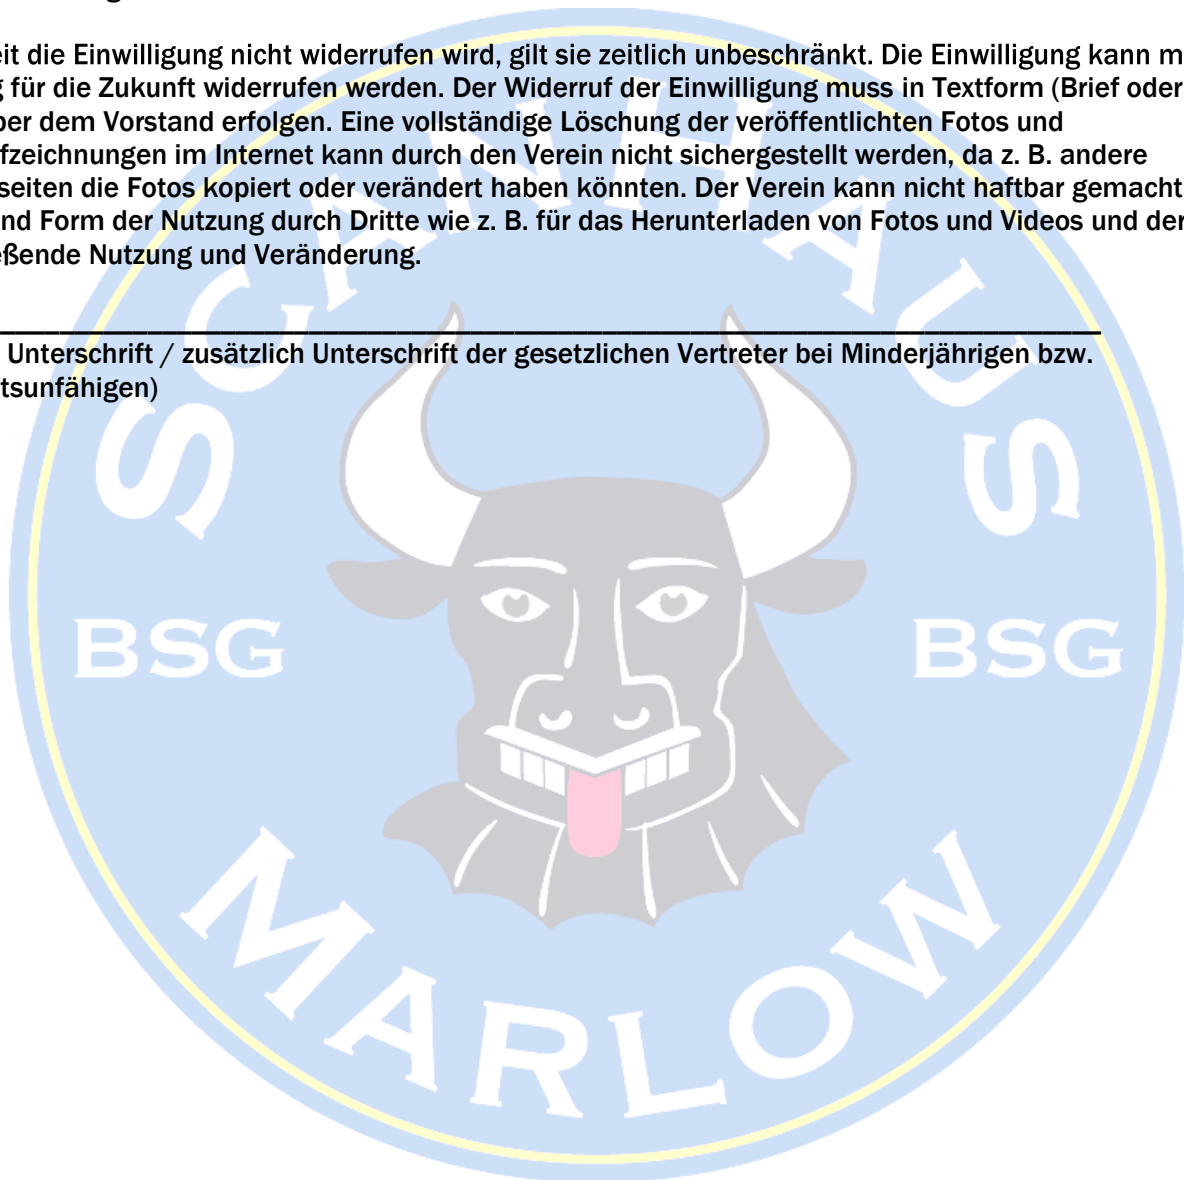 eit die Einwilligung nicht widerrufen wird, gilt sie zeitlich unbeschränkt. Die Einwilligung kann m
g für die Zukunft widerrufen werden. Der Widerruf der Einwilligung muss in Textform (Brief oder
ber dem Vorstand erfolgen. Eine vollständige Löschung der veröffentlichten Fotos und
fzeichnungen im Internet kann durch den Verein nicht sichergestellt werden, da z. B. andere
seiten die Fotos kopiert oder verändert haben könnten. Der Verein kann nicht haftbar gemacht
nd Form der Nutzung durch Dritte wie z. B. für das Herunterladen von Fotos und Videos und der
eßende Nutzung und Veränderung.
Unterschrift / zusätzlich Unterschrift der gesetzlichen Vertreter bei Minderjährigen bzw.
tsunfähigen)
SCANHAUS
BSG BSG
MARLOW